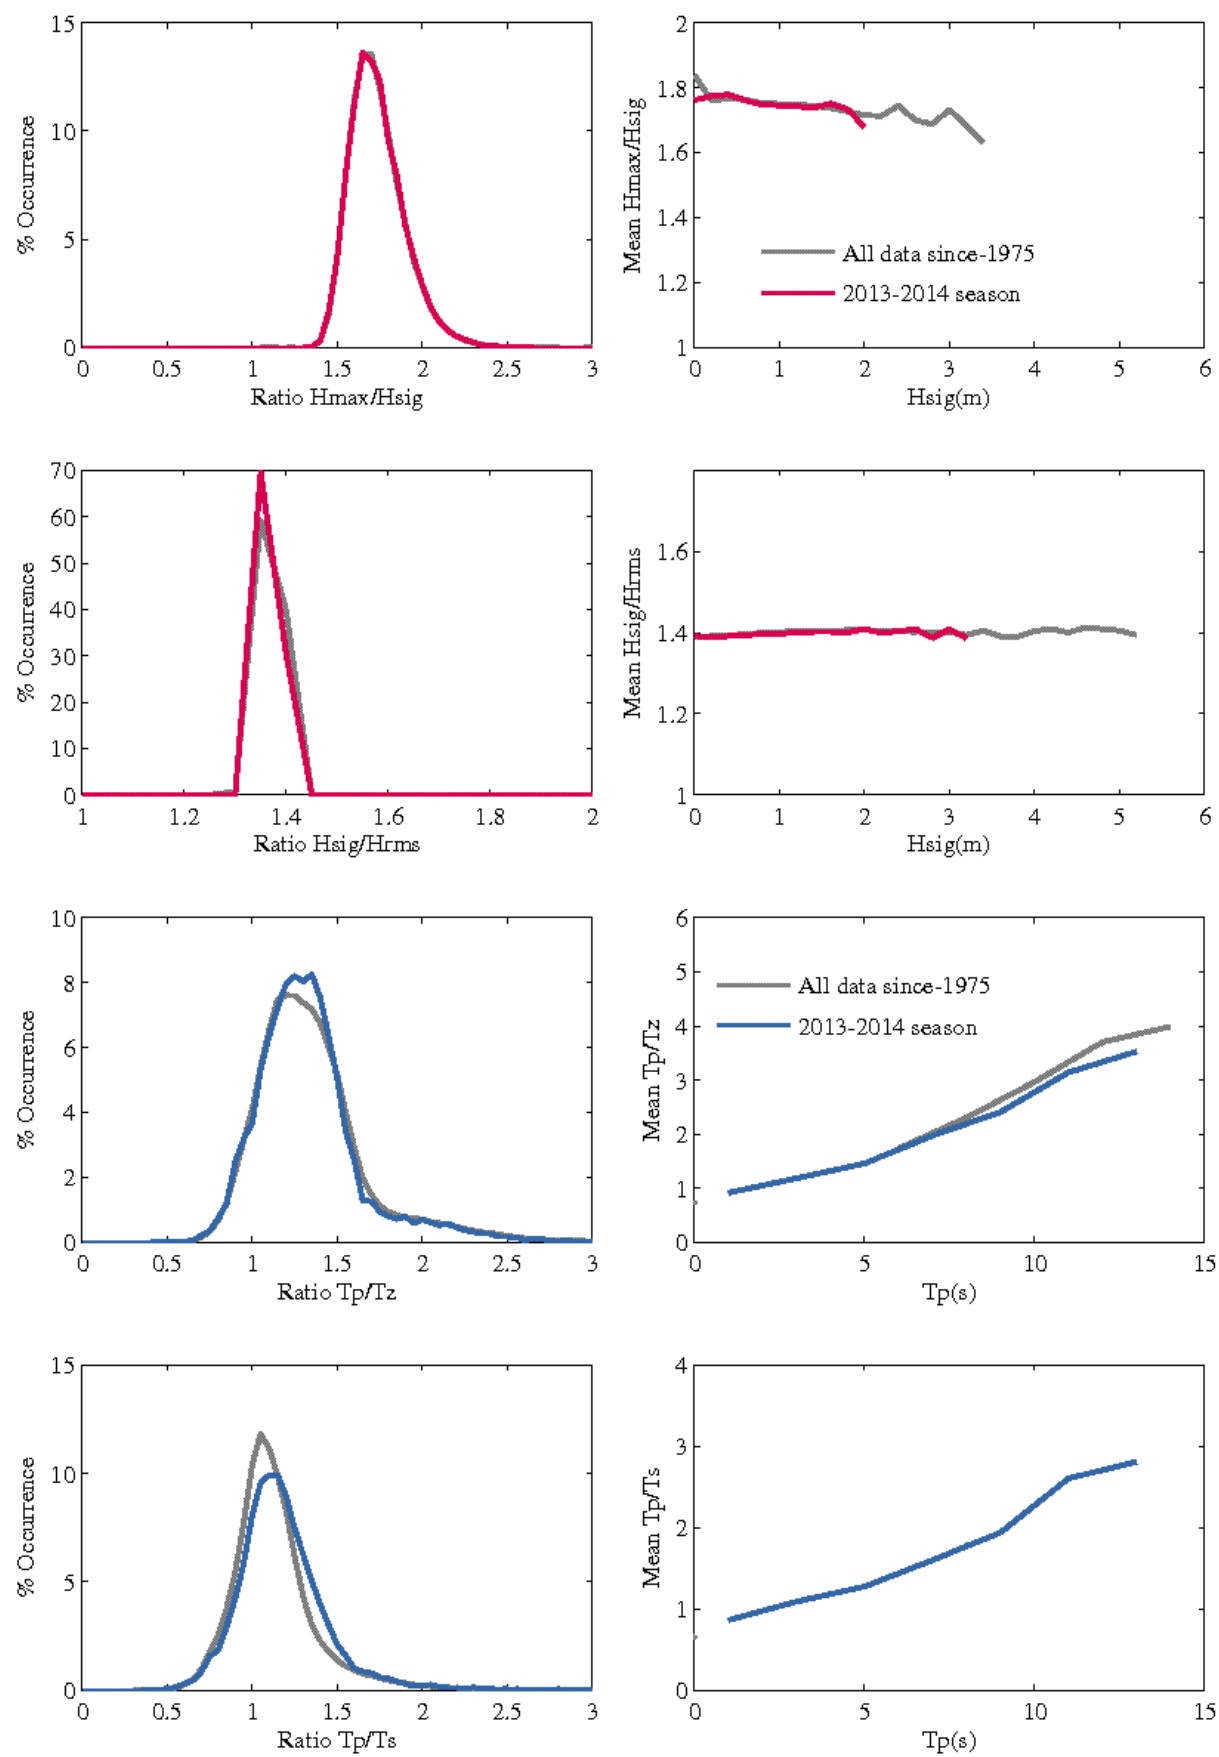 15
10
5
0
% Occurrence
0 0.5 1 1.5 2 2.5 3
Ratio Hmax/Hsig
2
1.8
1.6
1.4
1.2
1
Mean Hmax/Hsig
All data since-1975
2013-2014 season
0 1 2 3 4 5 6
Hsig(m)
70
60
50
40
30
20
10
0
% Occurrence
1 1.2 1.4 1.6 1.8 2
Ratio Hsig/Hrms
1.6
1.4
1.2
1
Mean Hsig/Hrms
0 1 2 3 4 5 6
Hsig(m)
10
8
6
4
2
0
% Occurrence
0 0.5 1 1.5 2 2.5 3
Ratio Tp/Tz
6
5
4
3
2
1
0
Mean Tp/Tz
All data since-1975
2013-2014 season
0 5 10 15
Tp(s)
15
10
5
0
% Occurrence
0 0.5 1 1.5 2 2.5 3
Ratio Tp/Ts
4
3
2
1
0
Mean Tp/Ts
0 5 10 15
Tp(s)